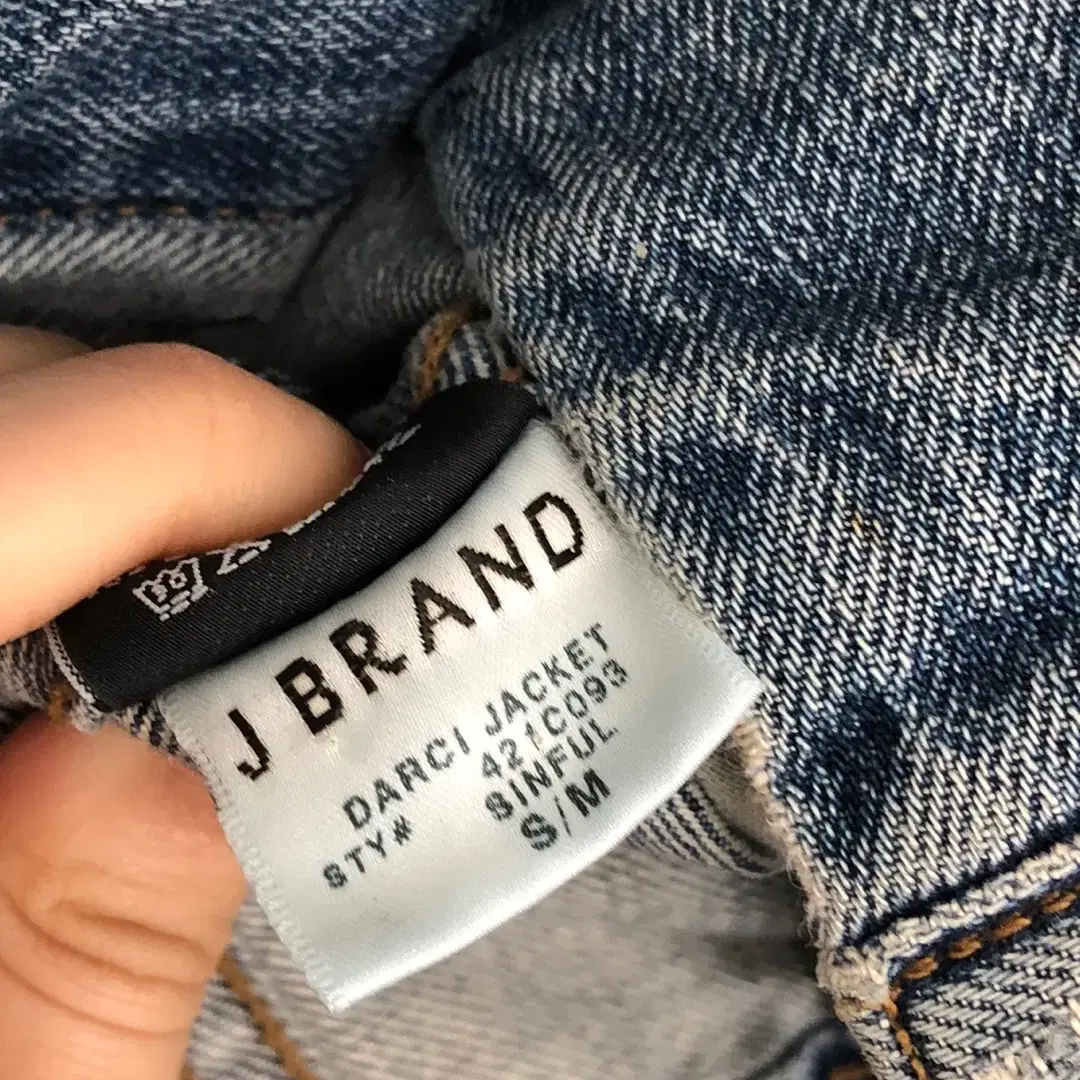 J BRAND
DARCI JACKET
STY# 421C093
SINFUL
S/M